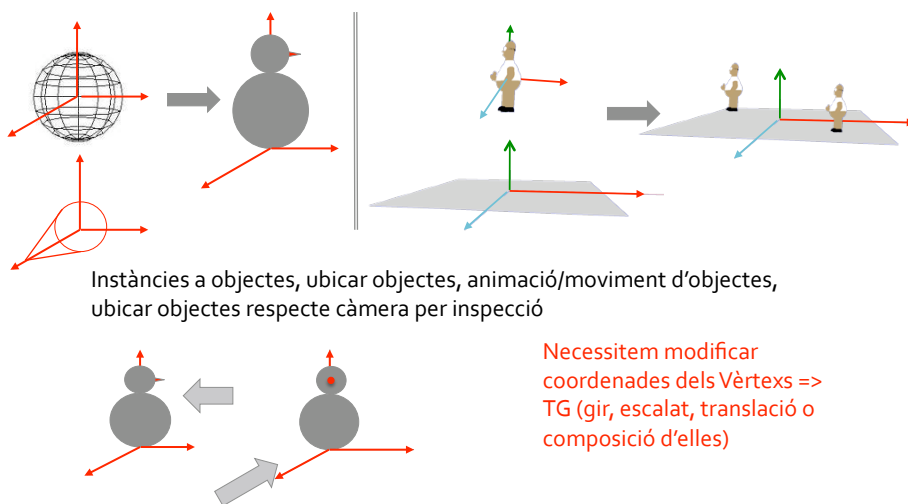 Instàncies a objectes, ubicar objectes, animació/moviment d’objectes,
ubicar objectes respecte càmera per inspecció
Necessitem modificar
coordenades dels Vèrtexs =>
TG (gir, escalat, translació o
composició d’elles)